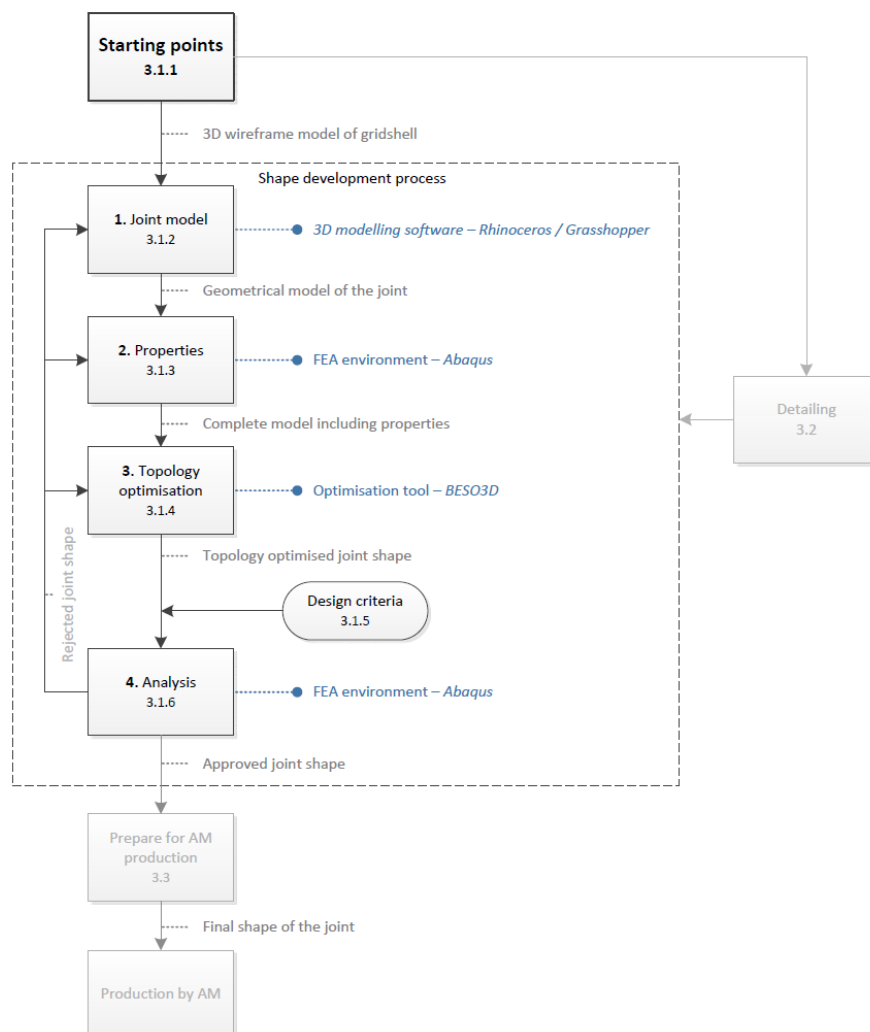 Starting points
3.1.1
3D wireframe model of gridshell
Shape development process
1. Joint model
3.1.2
3D modelling software – Rhinoceros / Grasshopper
Geometrical model of the joint
2. Properties
3.1.3
FEA environment – Abaqus
Detailing
3.2
Complete model including properties
3. Topology
optimisation
3.1.4
Optimisation tool – BESO3D
Rejected joint shape
Topology optimised joint shape
Design criteria
3.1.5
4. Analysis
3.1.6
FEA environment – Abaqus
Approved joint shape
Prepare for AM
production
3.3
Final shape of the joint
Production by AM